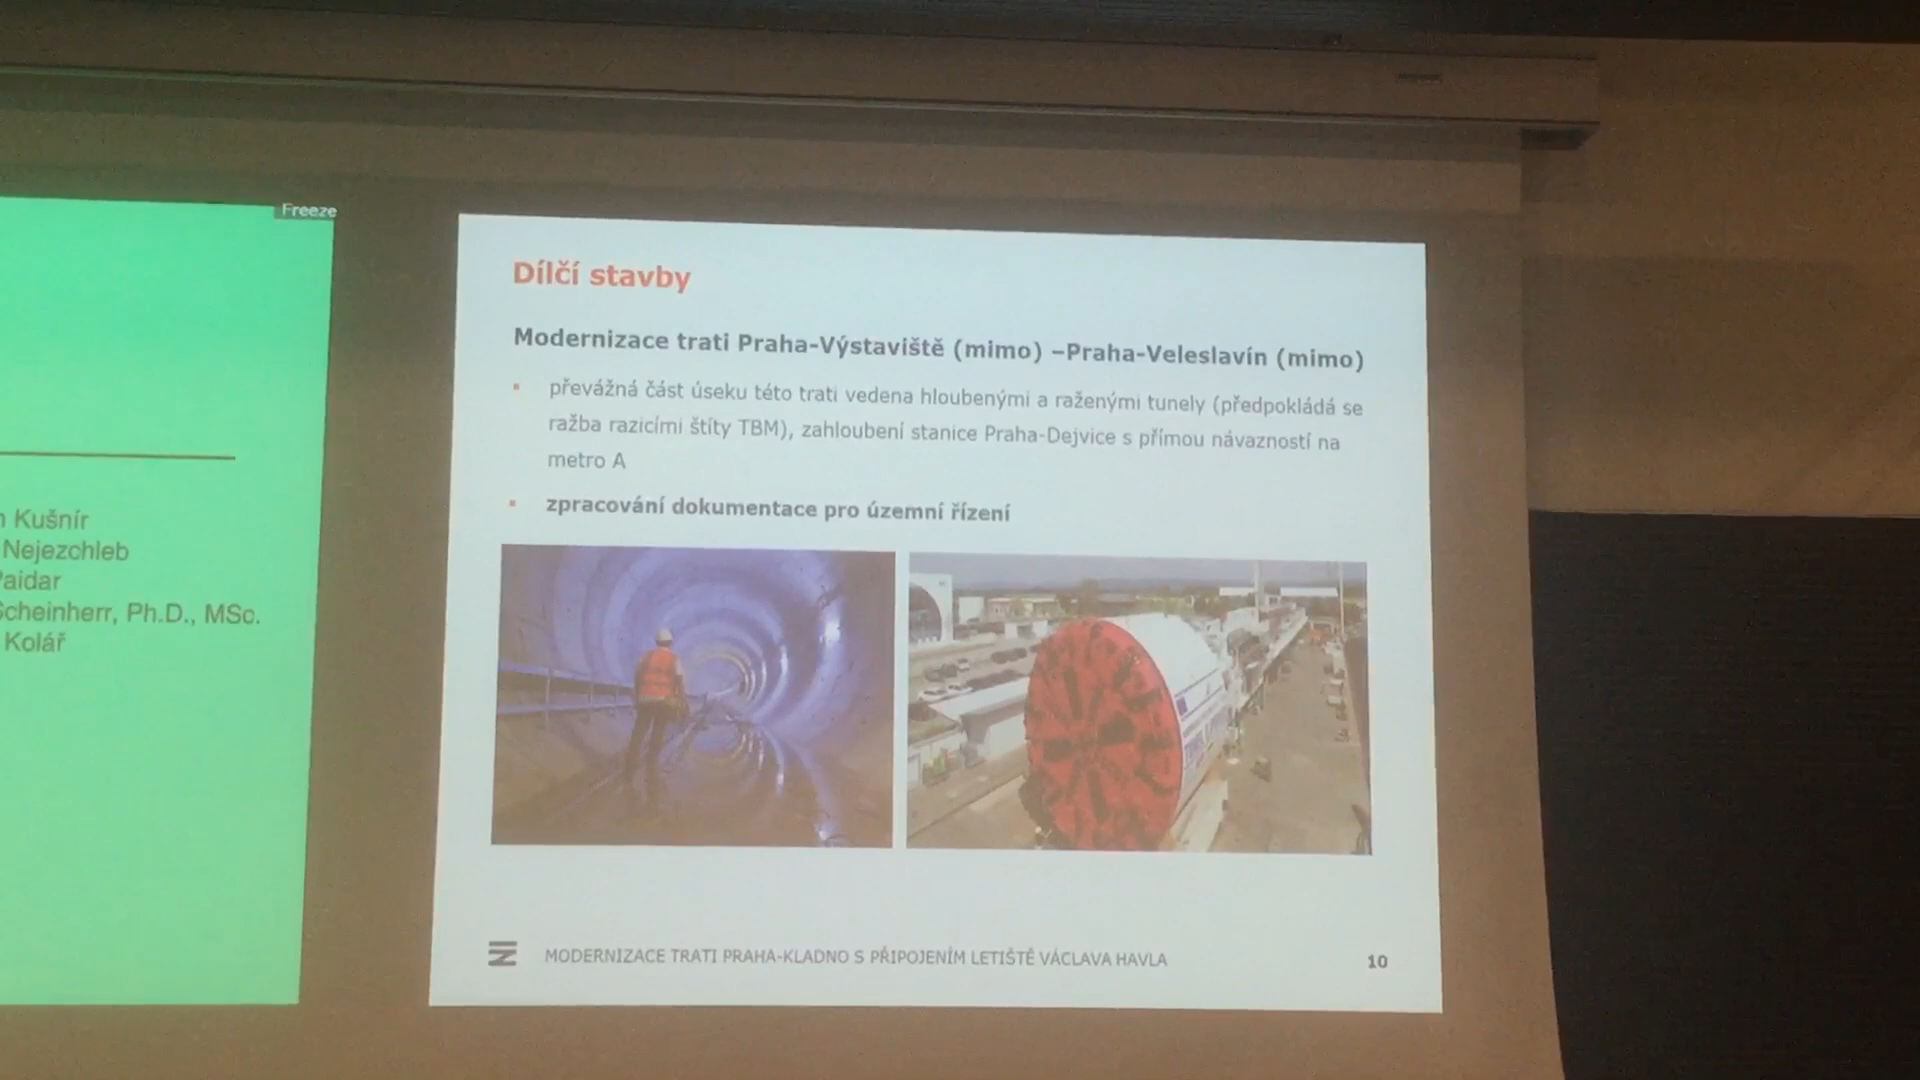 Freeze
Kušnír
Nejezchleb
Scheinherr, Ph.D., MSc.
Kolář
Dílčí stavby
Modernizace trati Praha-Výstaviště (mimo) –Praha-Veleslavín (mimo)
převážná část úseku této trati vedena hloubenými a raženými tunely (předpokládá se
ražba razicími štíty TBM), zahloubení stanice Praha-Dejvice s přímou návazností na
metro A
zpracování dokumentace pro územní řízení
MODERNIZACE TRATI PRAHA-KLADNO S PŘIPOJENÍM LETIŠTĚ VÁCLAVA HAVLA
10